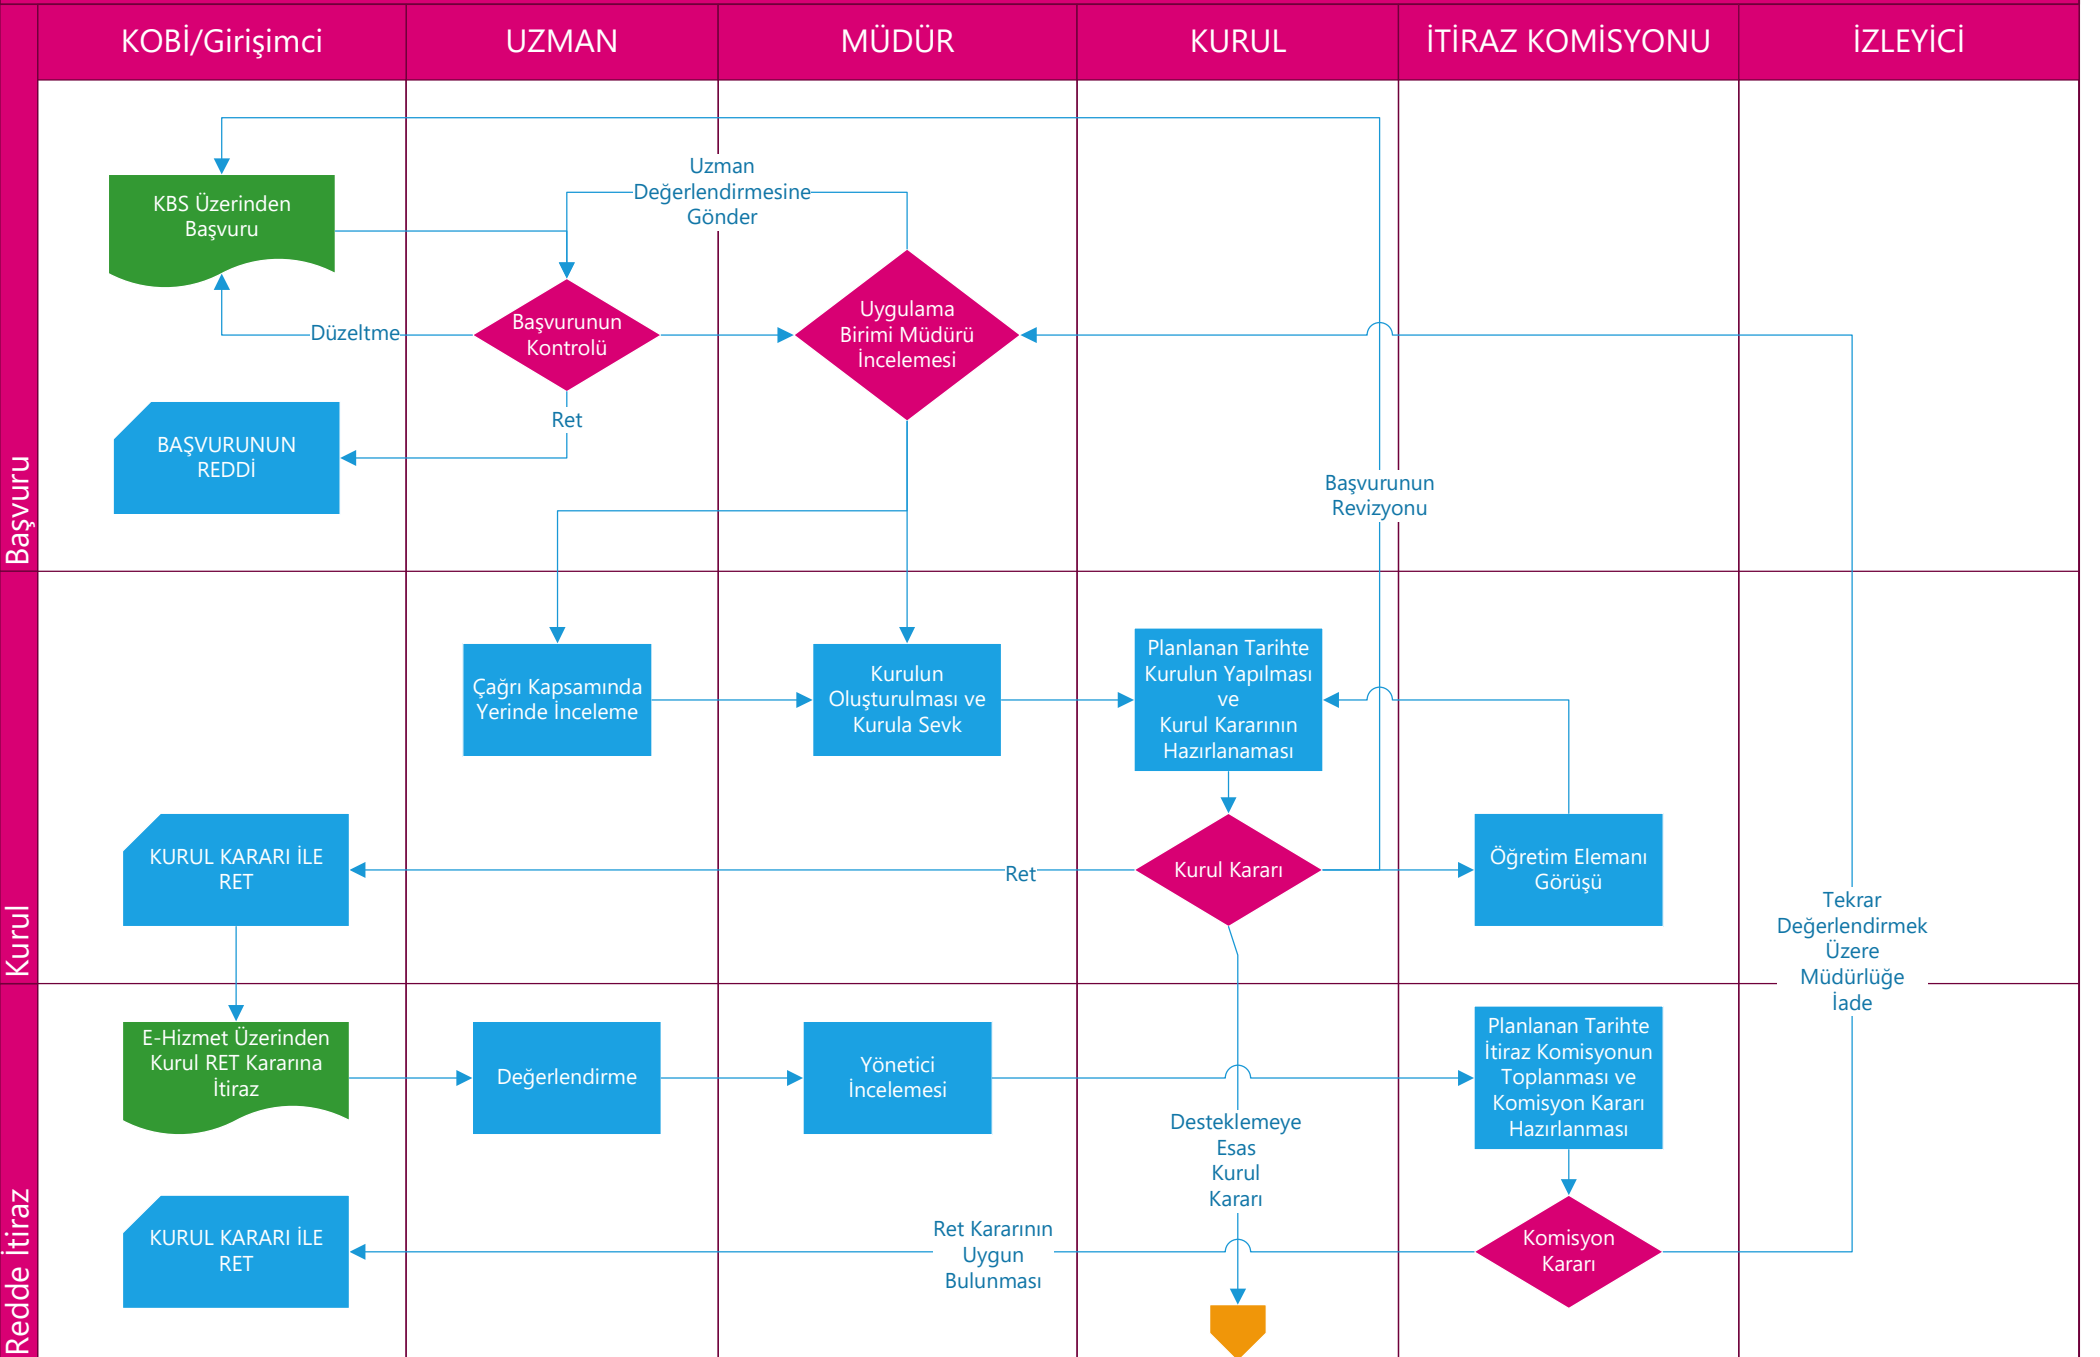 KOBİ/Girişimci
UZMAN
MÜDÜR
KURUL
İTİRAZ KOMİSYONU
İZLEYİCİ
Başvuru
KBS Üzerinden
Başvuru
Uzman
Değerlendirmesine
Gönder
Düzeltme
Başvurunun
Kontrolü
Uygulama
Birimi Müdürü
İncelemesi
Ret
BAŞVURUNUN
REDDİ
Başvurunun
Revizyonu
Kurul
Çağrı Kapsamında
Yerinde İnceleme
Kurulun
Oluşturulması ve
Kurula Sevk
Planlanan Tarihte
Kurulun Yapılması
ve
Kurul Kararının
Hazırlanaması
KURUL KARARI İLE
RET
Ret
Kurul Kararı
Öğretim Elemanı
Görüşü
Tekrar
Değerlendirmek
Üzere
Müdürlüğe
İade
Redde İtiraz
E-Hizmet Üzerinden
Kurul RET Kararına
İtiraz
Değerlendirme
Yönetici
İncelemesi
Desteklemeye
Esas
Kurul
Kararı
Planlanan Tarihte
İtiraz Komisyonun
Toplanması ve
Komisyon Kararı
Hazırlanması
KURUL KARARI İLE
RET
Ret Kararının
Uygun
Bulunması
Komisyon
Kararı